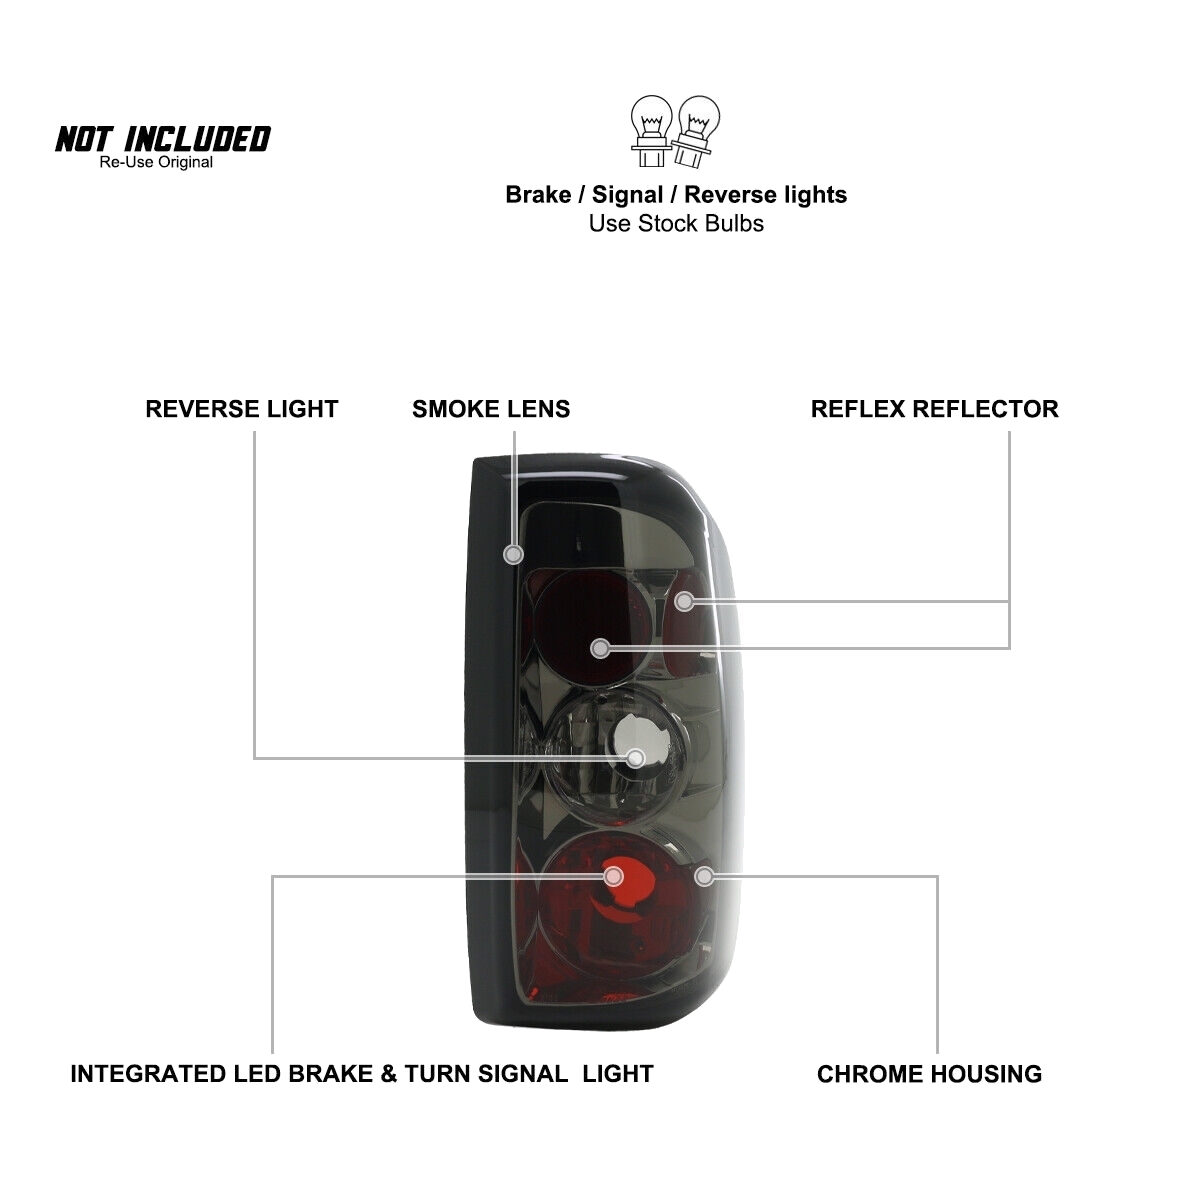 NOT INCLUDED
Re-Use Original
Brake / Signal / Reverse lights
Use Stock Bulbs
REVERSE LIGHT
SMOKE LENS
REFLEX REFLECTOR
INTEGRATED LED BRAKE & TURN SIGNAL  LIGHT
CHROME HOUSING